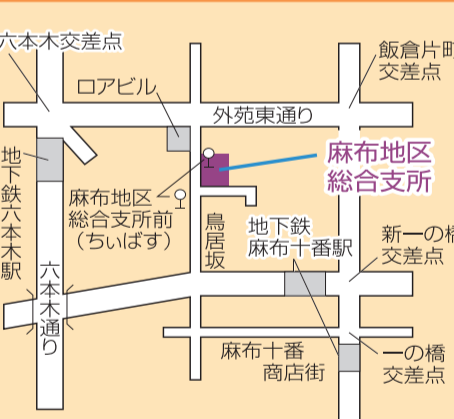 六本木交差点
飯倉片町
交差点
ロアビル
外苑東通り
麻布地区
総合支所
地下鉄六本木駅
麻布地区
総合支所前
(ちぃばす)
鳥居坂
地下鉄
麻布十番駅
新一の橋
交差点
六本木通り
麻布十番
商店街
一の橋
交差点